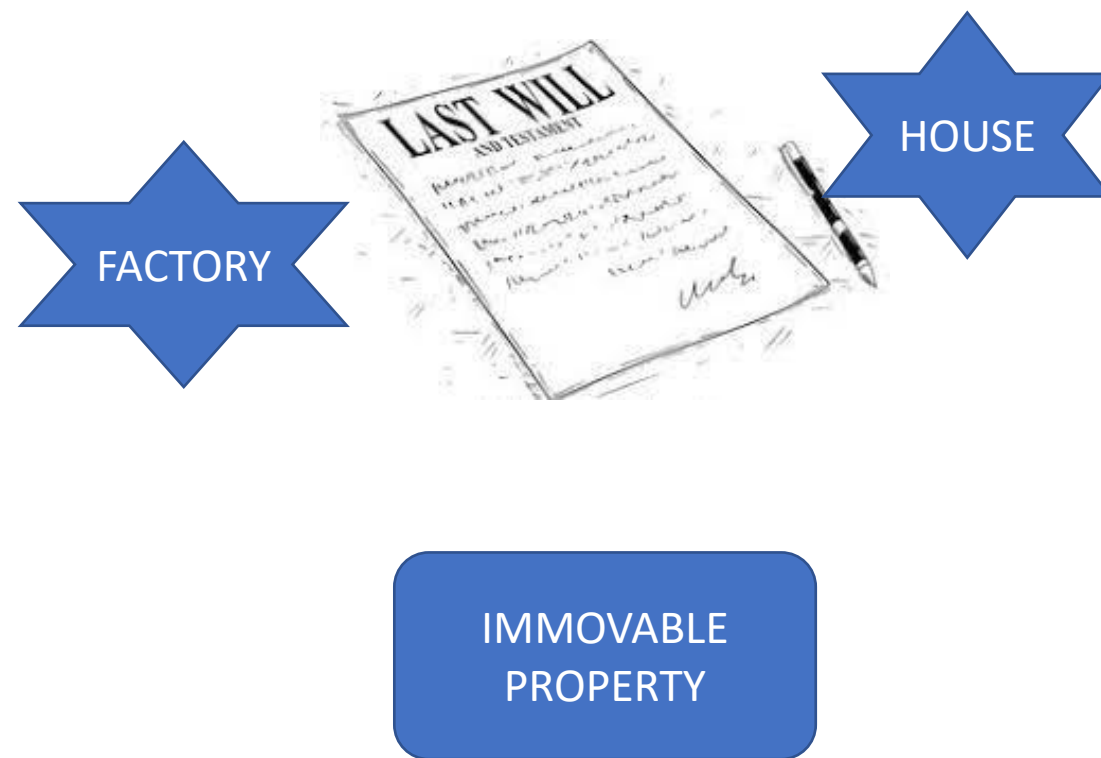 LAST WILL
AND TESTAMENT
HOUSE
FACTORY
IMMOVABLE
PROPERTY